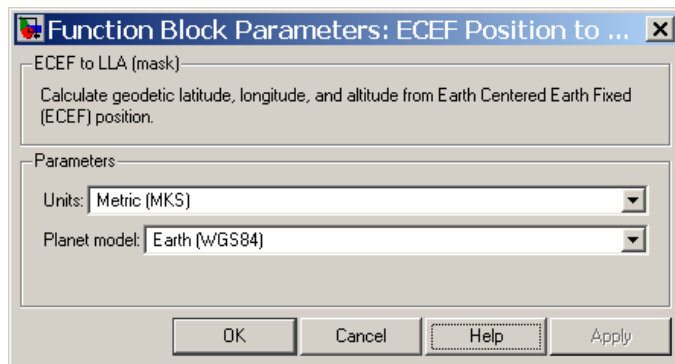 Function Block Parameters: ECEF Position to ...
ECEF to LLA (mask)
Calculate geodetic latitude, longitude, and altitude from Earth Centered Earth Fixed
(ECEF) position.
Parameters
Units: Metric (MKS)
Planet model: Earth (WGS84)
OK Cancel Help Apply